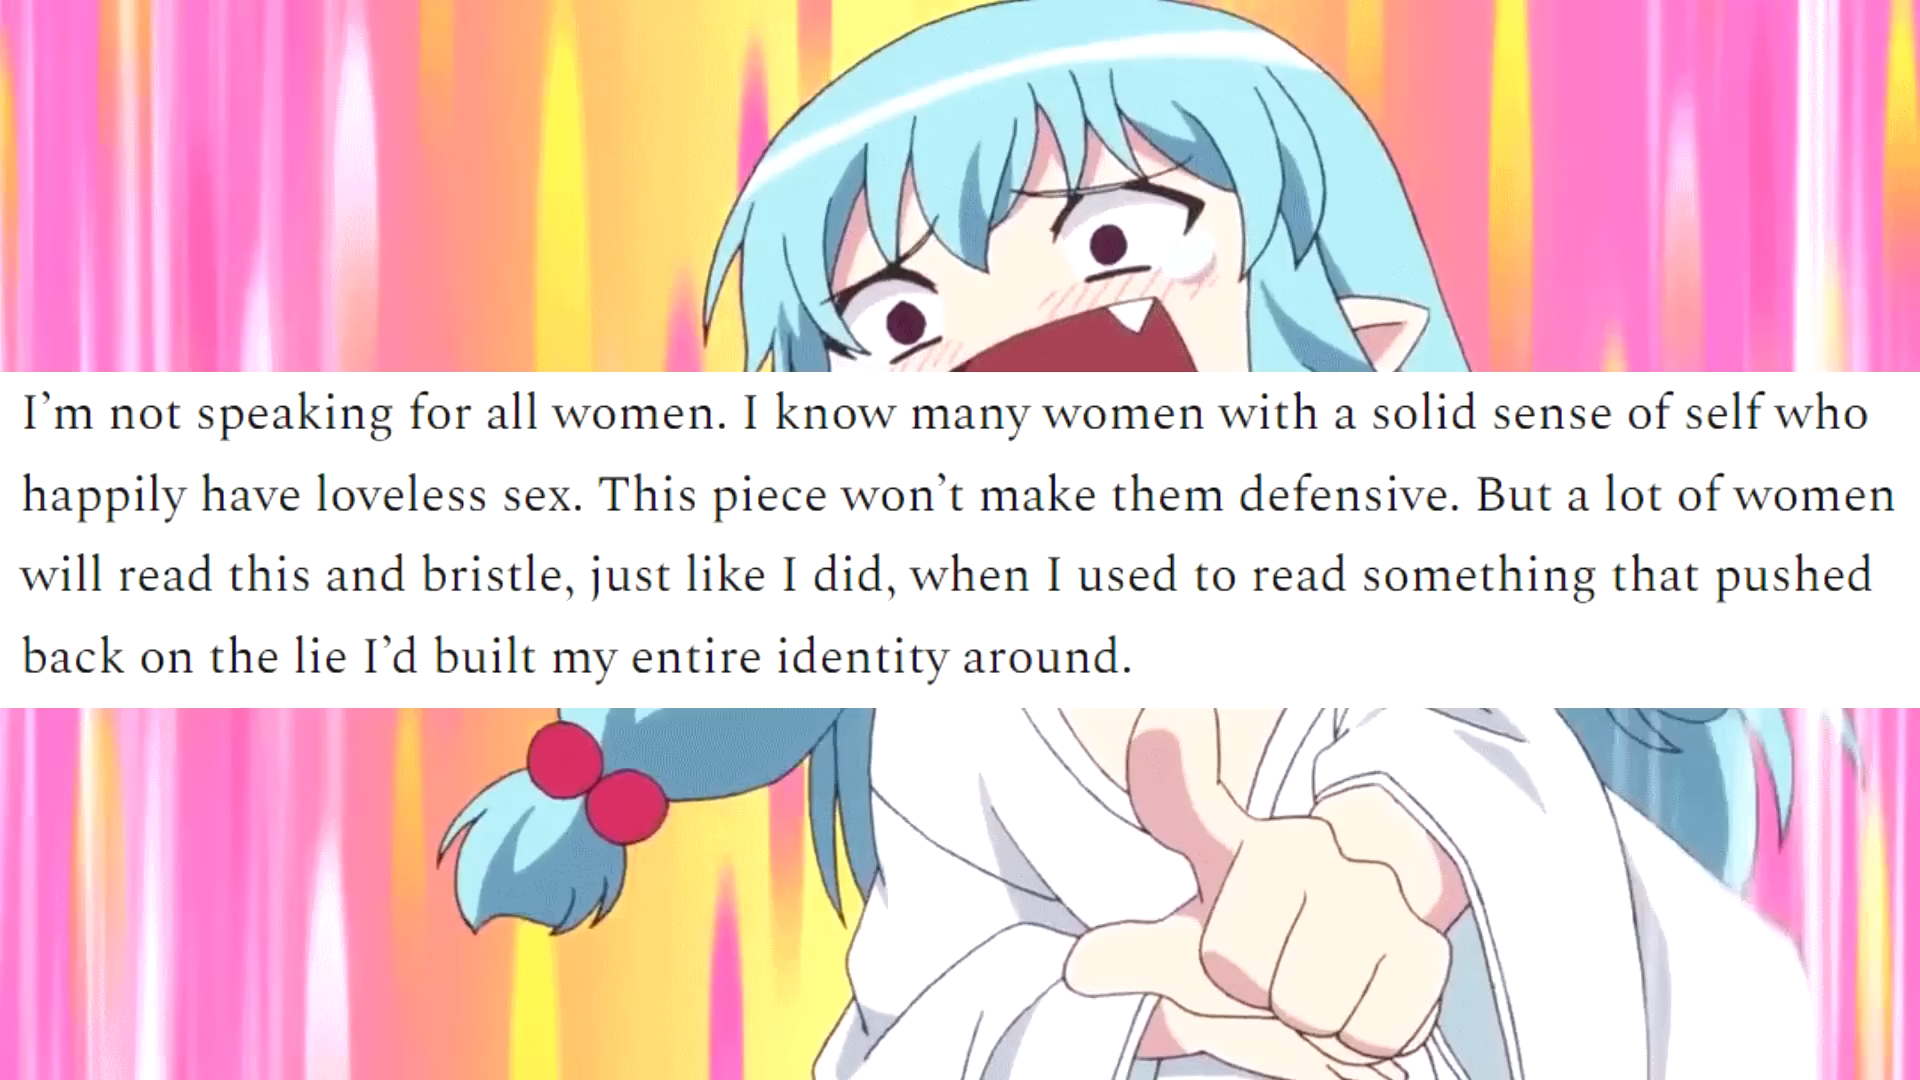 I’m not speaking for all women. I know many women with a solid sense of self who
happily have loveless sex. This piece won’t make them defensive. But a lot of women
will read this and bristle, just like I did, when I used to read something that pushed
back on the lie I’d built my entire identity around.